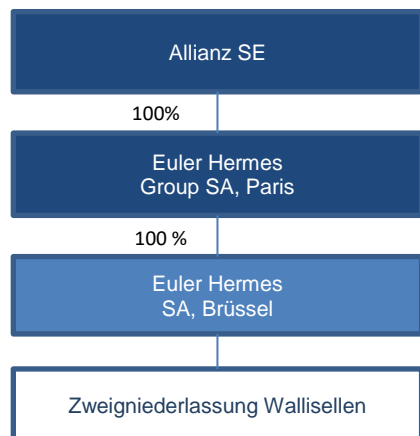 Allianz SE
100%
Euler Hermes
Group SA, Paris
100 %
Euler Hermes
SA, Brüssel
Zweigniederlassung Wallisellen